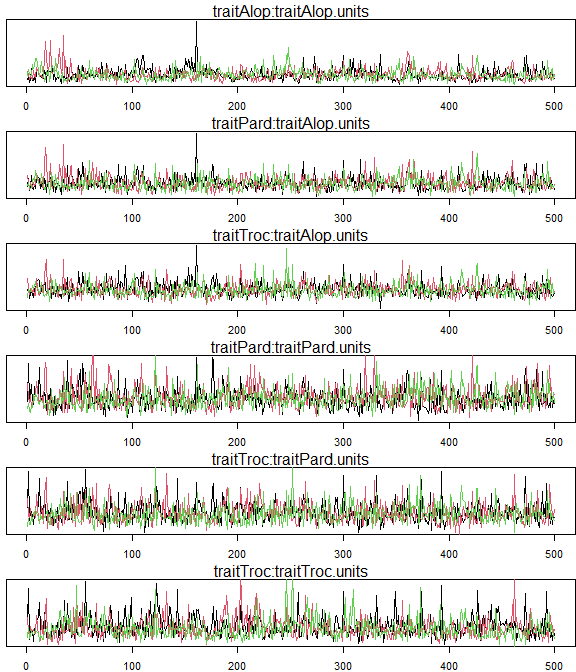 traitAlop:traitAlop.units
0 100 200 300 400 500
traitPard:traitAlop.units
0 100 200 300 400 500
traitTroc:traitAlop.units
0 100 200 300 400 500
traitPard:traitPard.units
0 100 200 300 400 500
traitTroc:traitPard.units
0 100 200 300 400 500
traitTroc:traitTroc.units
0 100 200 300 400 500